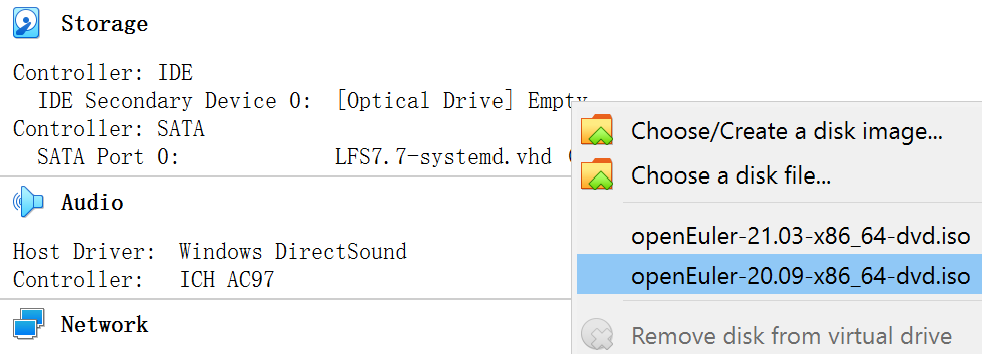 Storage
Controller: IDE
IDE Secondary Device 0: [Optical Drive] Empty
Controller: SATA
SATA Port 0: LFS7.7-systemd.vhd (
Audio
Host Driver: Windows DirectSound
Controller: ICH AC97
Network
Choose/Create a disk image...
Choose a disk file...
openEuler-21.03-x86_64-dvd.iso
openEuler-20.09-x86_64-dvd.iso
Remove disk from virtual drive